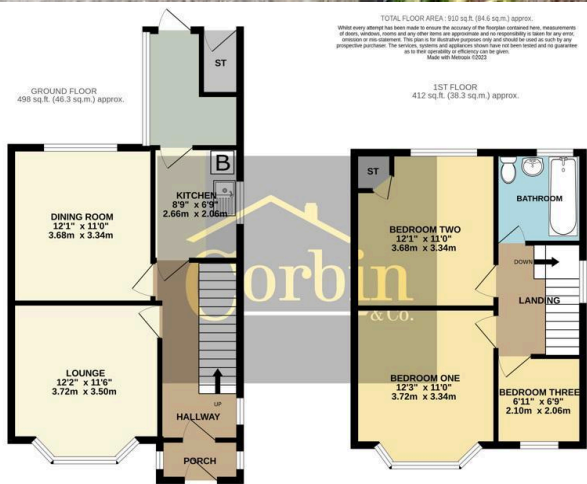 TOTAL FLOOR AREA : 910 sq.ft. (84.6 sq.m.) approx.
Whilst every attempt has been made to ensure the accuracy of the floorplan contained here, measurements
of doors, windows, rooms and any other items are approximate and no responsibility is taken for any error,
omission or mis-statement. This plan is for illustrative purposes only and should be used as such by any
prospective purchaser. The services, systems and appliances shown have not been tested and no guarantee
as to their operability or efficiency can be given.
Made with Metropix ©2023
GROUND FLOOR
498 sq.ft. (46.3 sq.m.) approx.
1ST FLOOR
412 sq.ft. (38.3 sq.m.) approx.
ST
B
KITCHEN
8'9" x 6'9"
2.66m x 2.06m
DINING ROOM
12'1" x 11'0"
3.68m x 3.34m
LOUNGE
12'2" x 11'6"
3.72m x 3.50m
UP
HALLWAY
PORCH
Corbin
& Co.
ST
BATHROOM
BEDROOM TWO
12'1" x 11'0"
3.68m x 3.34m
DOWN
LANDING
BEDROOM ONE
12'3" x 11'0"
3.72m x 3.34m
BEDROOM THREE
6'11" x 6'9"
2.10m x 2.06m